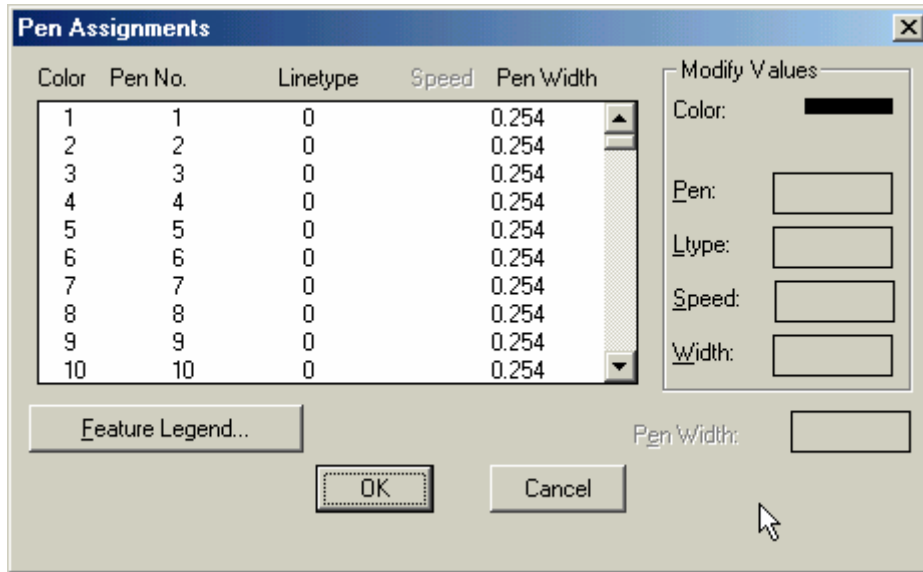 Pen Assignments
Color Pen No. Linetype Speed Pen Width
1 1 0 0.254
2 2 0 0.254
3 3 0 0.254
4 4 0 0.254
5 5 0 0.254
6 6 0 0.254
7 7 0 0.254
8 8 0 0.254
9 9 0 0.254
10 10 0 0.254
Modify Values
Color:
Pen:
Ltype:
Speed:
Width:
Feature Legend...
Pen Width:
OK Cancel